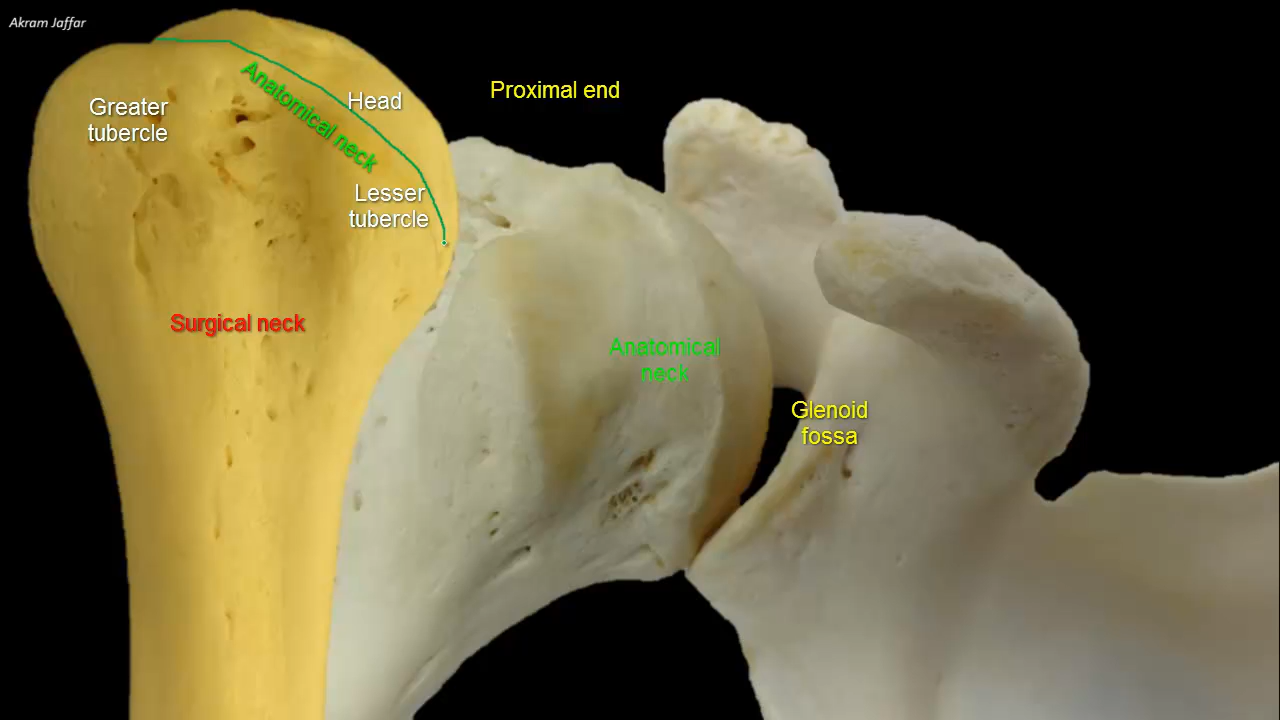 Akram Jaffar
Proximal end
Head
Greater
tubercle
Anatomical neck
Lesser
tubercle
Surgical neck
Anatomical
neck
Glenoid
fossa